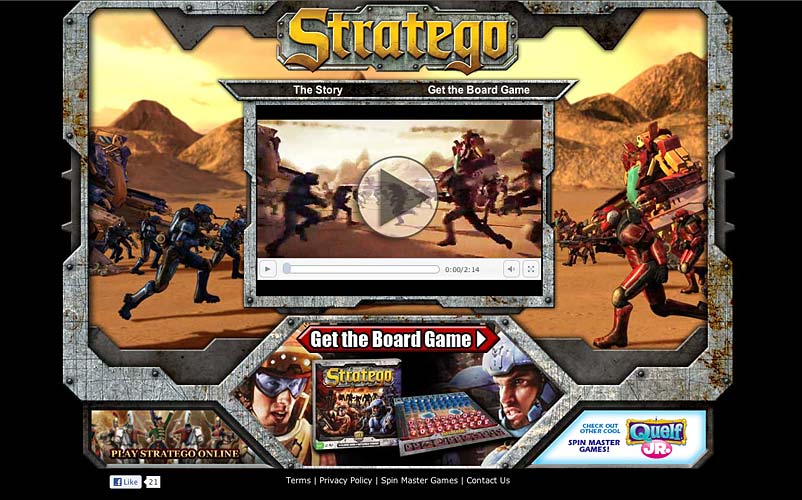 Stratego
The Story
Get the Board Game
0:00/2:14
Get the Board Game
Stratego
PLAY STRATEGO ONLINE
CHECK OUT
OTHER COOL
SPIN MASTER
GAMES!
Quelf
JR.
Like
21
Terms | Privacy Policy | Spin Master Games | Contact Us